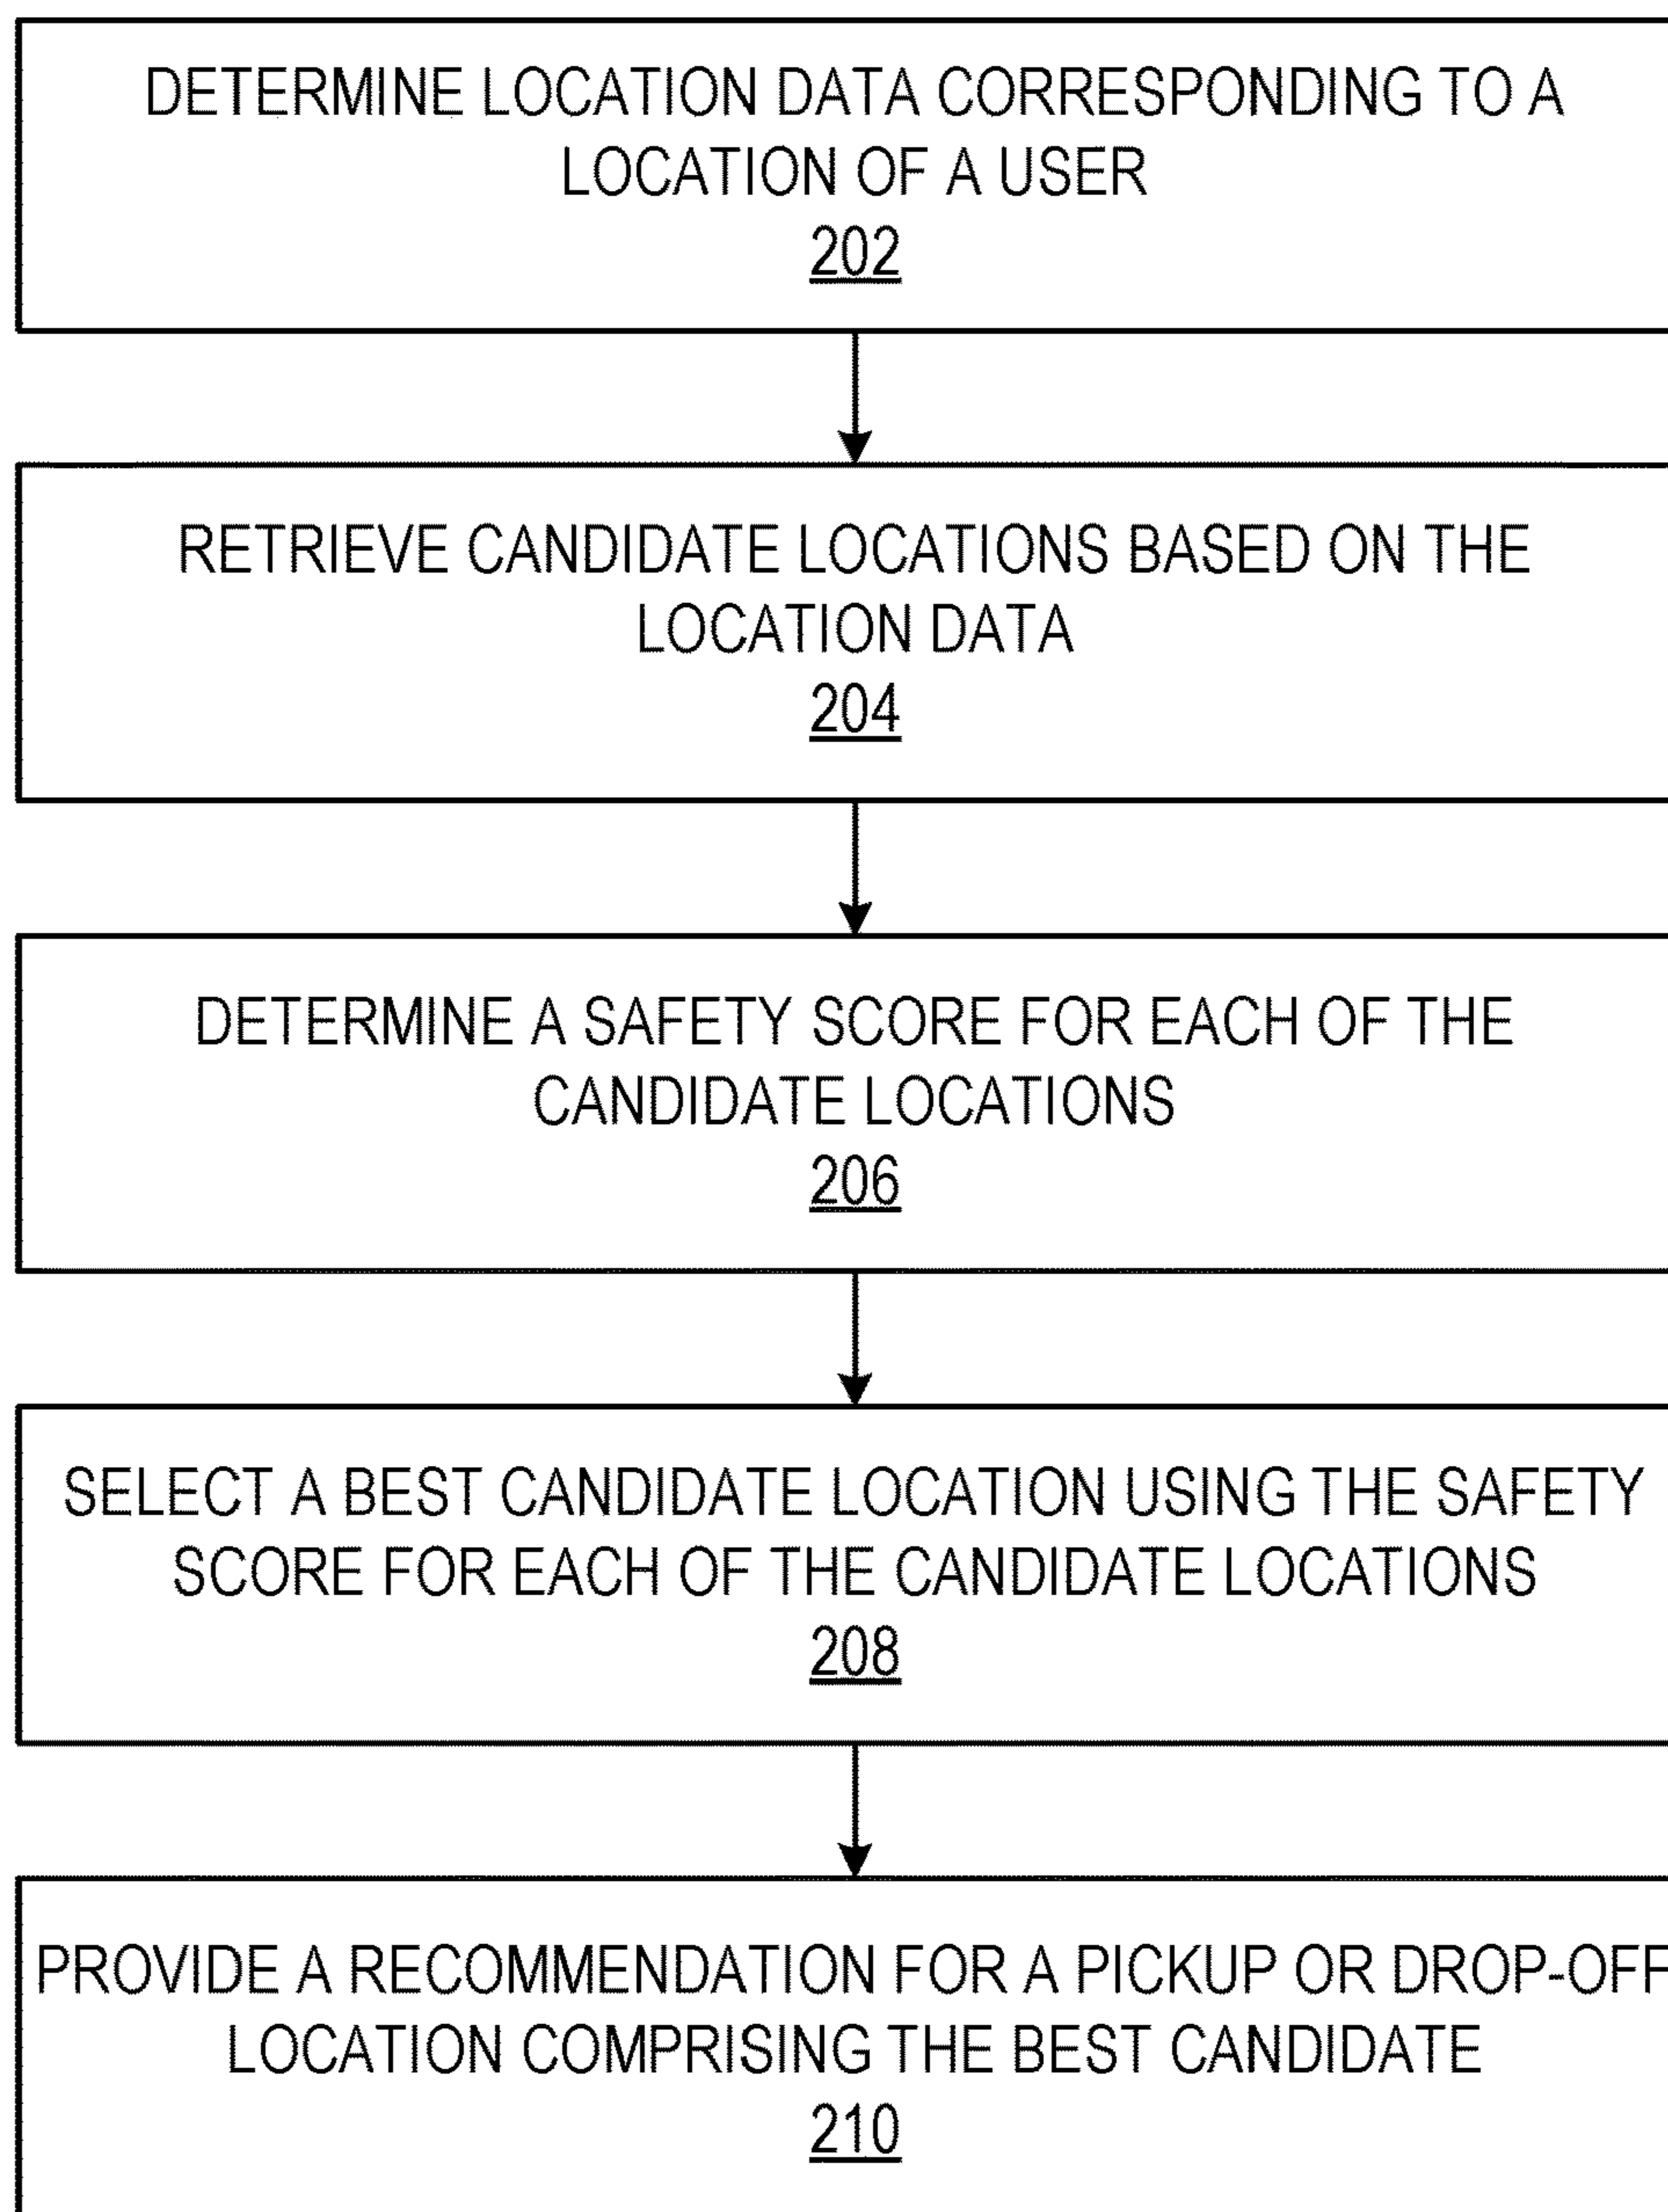 DETERMINE LOCATION DATA CORRESPONDING TO A
LOCATION OF A USER
202
RETRIEVE CANDIDATE LOCATIONS BASED ON THE
LOCATION DATA
204
DETERMINE A SAFETY SCORE FOR EACH OF THE
CANDIDATE LOCATIONS
206
SELECT A BEST CANDIDATE LOCATION USING THE SAFETY
SCORE FOR EACH OF THE CANDIDATE LOCATIONS
208
PROVIDE A RECOMMENDATION FOR A PICKUP OR DROP-OFF
LOCATION COMPRISING THE BEST CANDIDATE
210